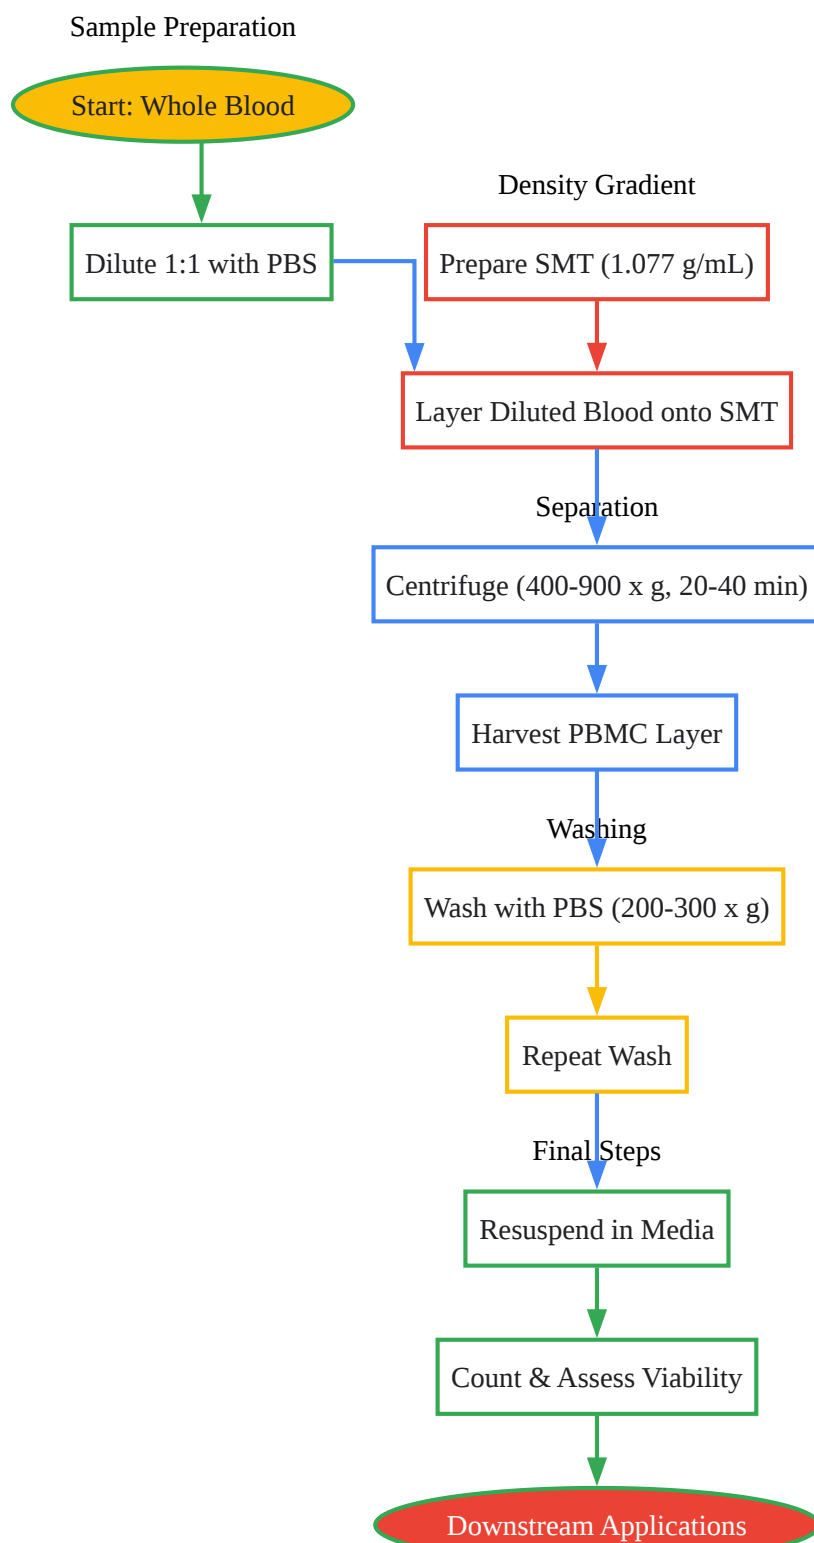 Sample Preparation
Start: Whole Blood
Density Gradient
Dilute 1:1 with PBS
Prepare SMT (1.077 g/mL)
Layer Diluted Blood onto SMT
Separation
Centrifuge (400-900 x g, 20-40 min)
Harvest PBMC Layer
Washing
Wash with PBS (200-300 x g)
Repeat Wash
Final Steps
Resuspend in Media
Count & Assess Viability
Downstream Applications